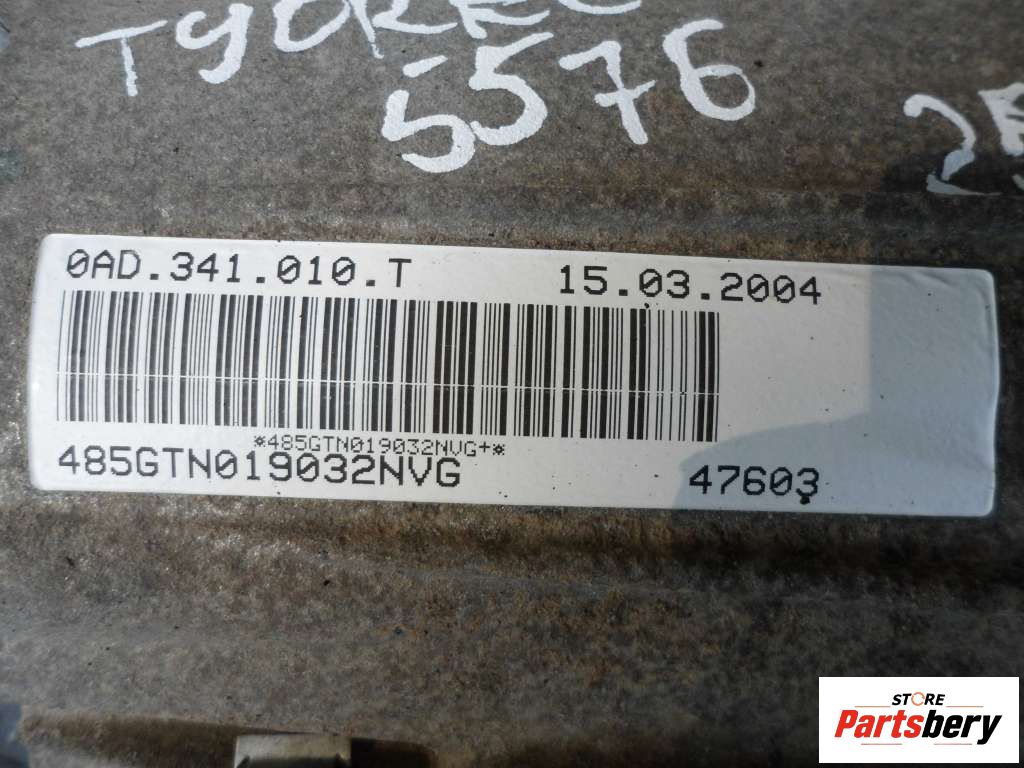 5576
0AD.341.010.T 15.03.2004
*485GTN019032NVG+*
485GTN019032NVG 47603
STORE
Partsbery